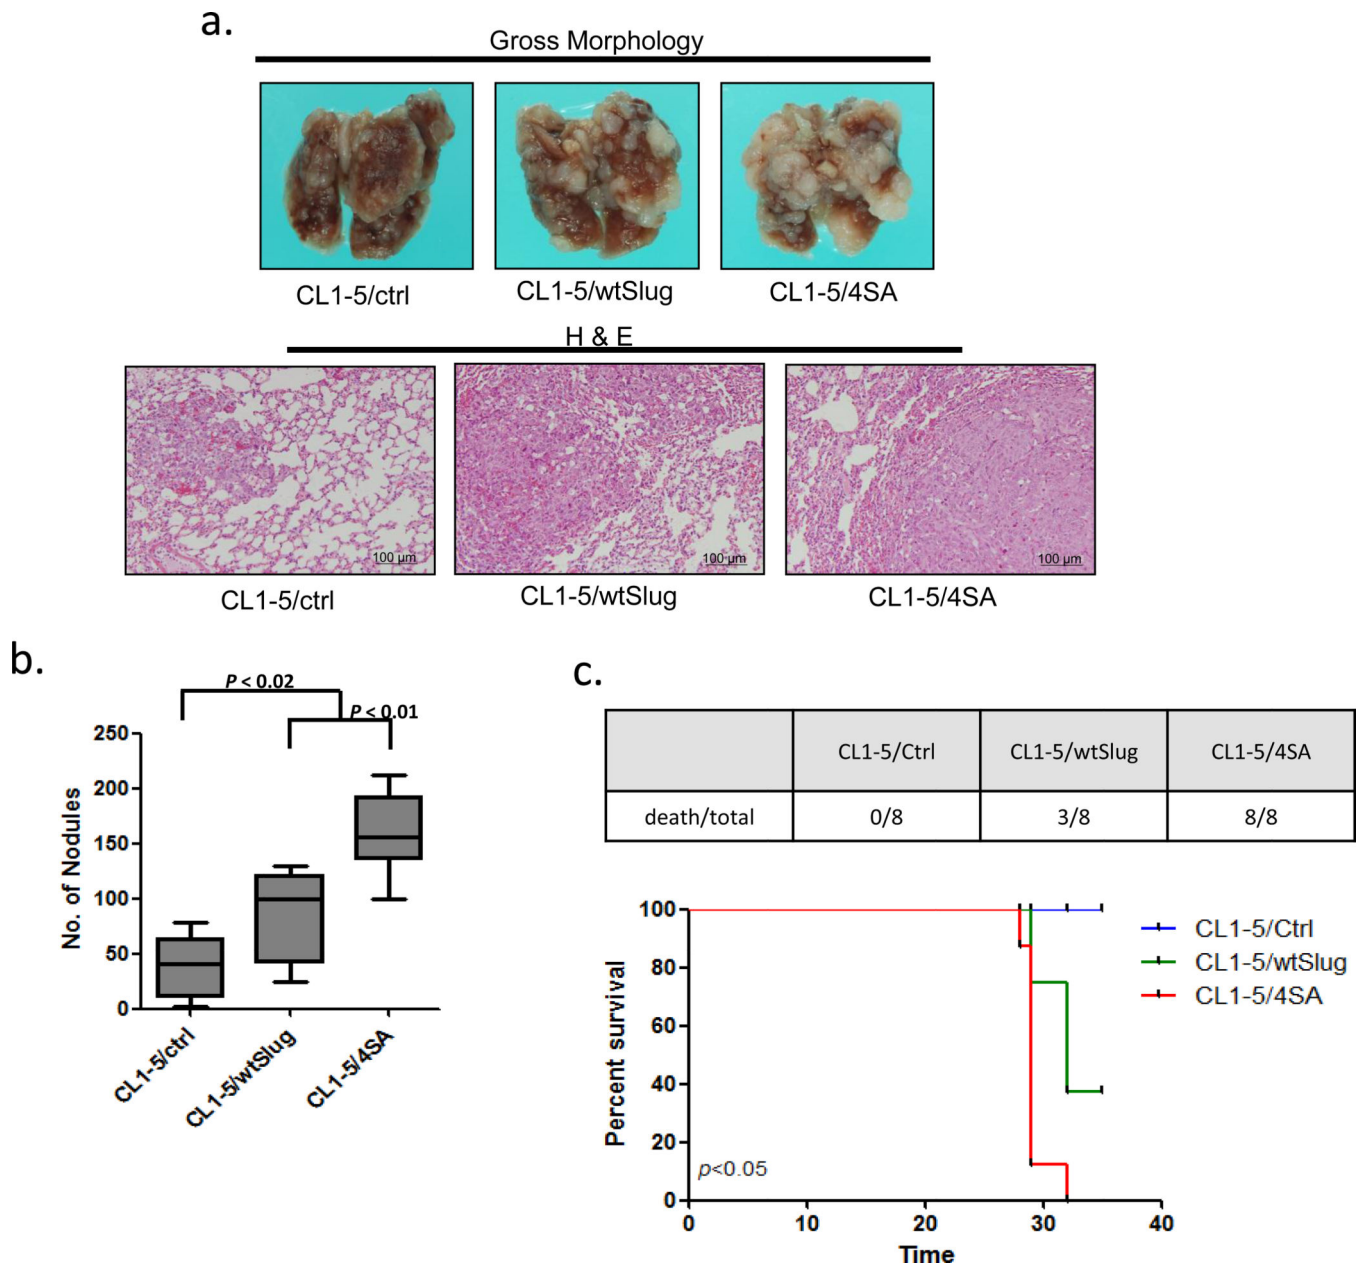 a.
Gross Morphology
CL1-5/ctrl CL1-5/wtSlug CL1-5/4SA
H & E
100 µm 100 µm 100 µm
CL1-5/ctrl CL1-5/wtSlug CL1-5/4SA
b.
P < 0.02
P < 0.01
No. of Nodules
250
200
150
100
50
0
CL1-5/ctrl
CL1-5/wtSlug
CL1-5/4SA
c.
CL1-5/Ctrl CL1-5/wtSlug CL1-5/4SA
death/total 0/8 3/8 8/8
Percent survival
100
80
60
40
20
0
p<0.05
0 10 20 30 40
Time
CL1-5/Ctrl
CL1-5/wtSlug
CL1-5/4SA